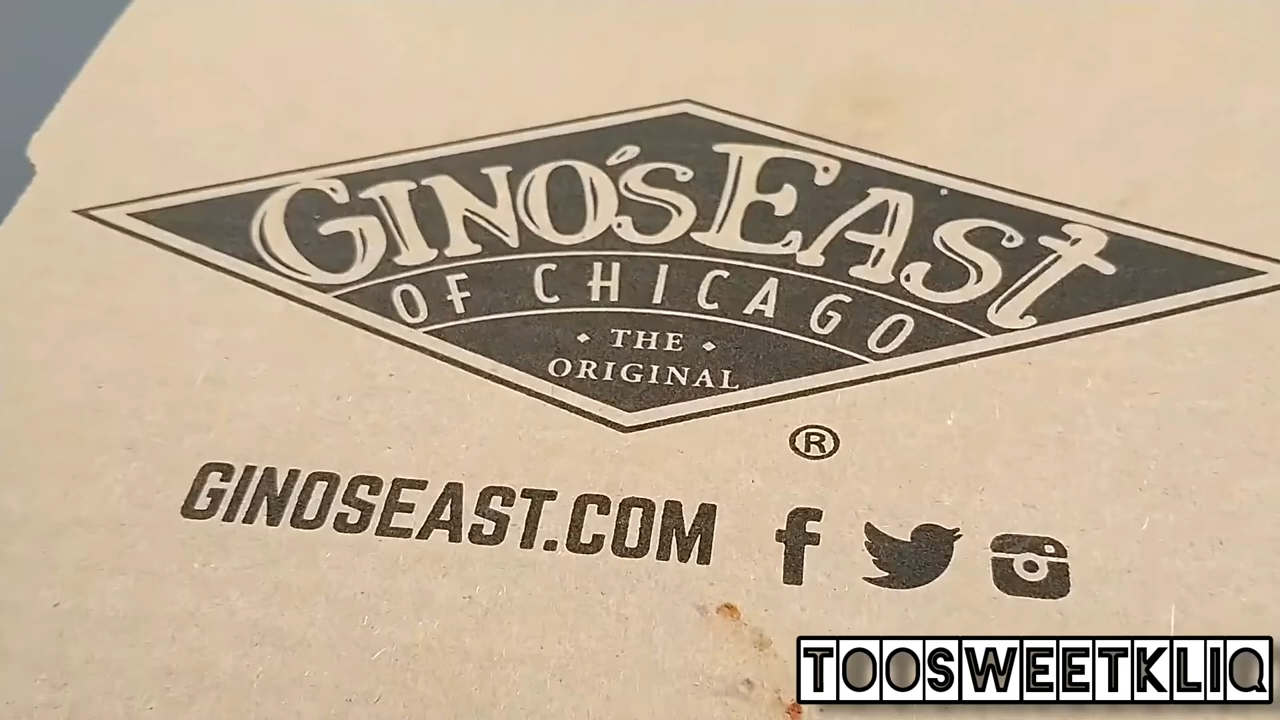 GINO'S EAST
OF CHICAGO
THE
ORIGINAL
®
GINOSEAST.COM
TOOSWEETKLIQ